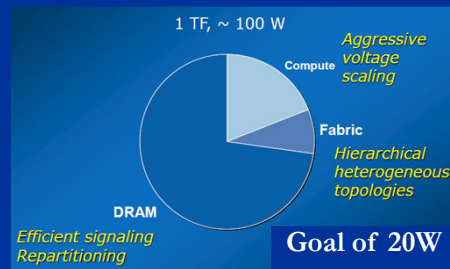 1 TF, ~ 100 W
Aggressive
voltage
scaling
Compute
Fabric
Hierarchical
heterogeneous
topologies
DRAM
Efficient signaling
Repartitioning
Goal of 20W